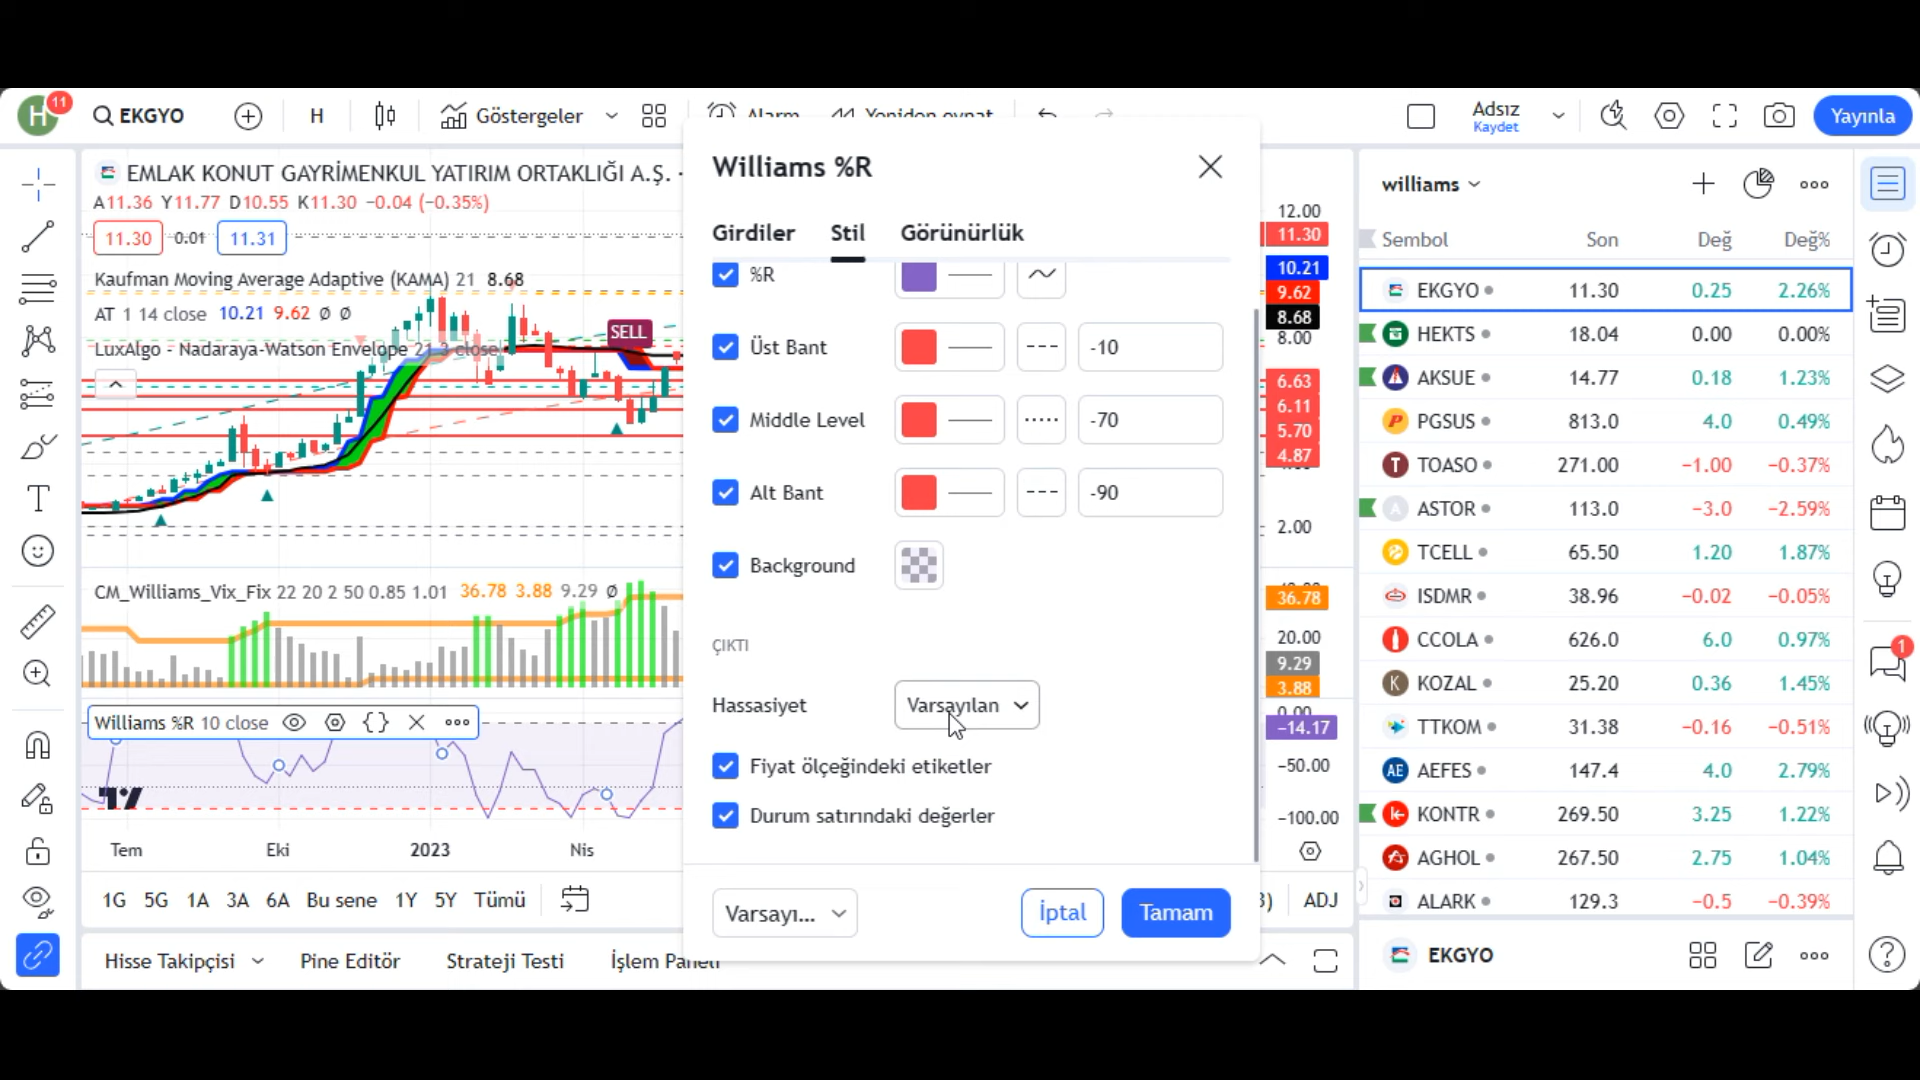 H 11 EKGYO H Göstergeler Alarm Yeniden oynat Adsız Kaydet Yayınla
EMLAK KONUT GAYRİMENKUL YATIRIM ORTAKLIĞI A.Ş.
A11.36 Y11.77 D10.55 K11.30 −0.04 (−0.35%)
11.30 0.01 11.31
Kaufman Moving Average Adaptive (KAMA) 21 8.68
AT 1 14 close 10.21 9.62 Ø Ø
LuxAlgo - Nadaraya-Watson Envelope 21 3 close
SELL
CM_Williams_Vix_Fix 22 20 2 50 0.85 1.01 36.78 3.88 9.29 Ø
Williams %R 10 close
Tem Eki 2023 Nis
1G 5G 1A 3A 6A Bu sene 1Y 5Y Tümü
ADJ
Hisse Takipçisi Pine Editör Strateji Testi İşlem Paneli
Williams %R
Girdiler Stil Görünürlük
%R
Üst Bant -10
Middle Level -70
Alt Bant -90
Background
ÇIKTI
Hassasiyet Varsayılan
Fiyat ölçeğindeki etiketler
Durum satırındaki değerler
Varsayı... İptal Tamam
12.00
11.30
10.21
9.62
8.68
8.00
6.63
6.11
5.70
4.87
2.00
36.78
20.00
9.29
3.88
0.00
−14.17
−50.00
−100.00
williams
Sembol Son Değ Değ%
EKGYO 11.30 0.25 2.26%
HEKTS 18.04 0.00 0.00%
AKSUE 14.77 0.18 1.23%
PGSUS 813.0 4.0 0.49%
TOASO 271.00 −1.00 −0.37%
ASTOR 113.0 −3.0 −2.59%
TCELL 65.50 1.20 1.87%
ISDMR 38.96 −0.02 −0.05%
CCOLA 626.0 6.0 0.97%
KOZAL 25.20 0.36 1.45%
TTKOM 31.38 −0.16 −0.51%
AEFES 147.4 4.0 2.79%
KONTR 269.50 3.25 1.22%
AGHOL 267.50 2.75 1.04%
ALARK 129.3 −0.5 −0.39%
EKGYO
1